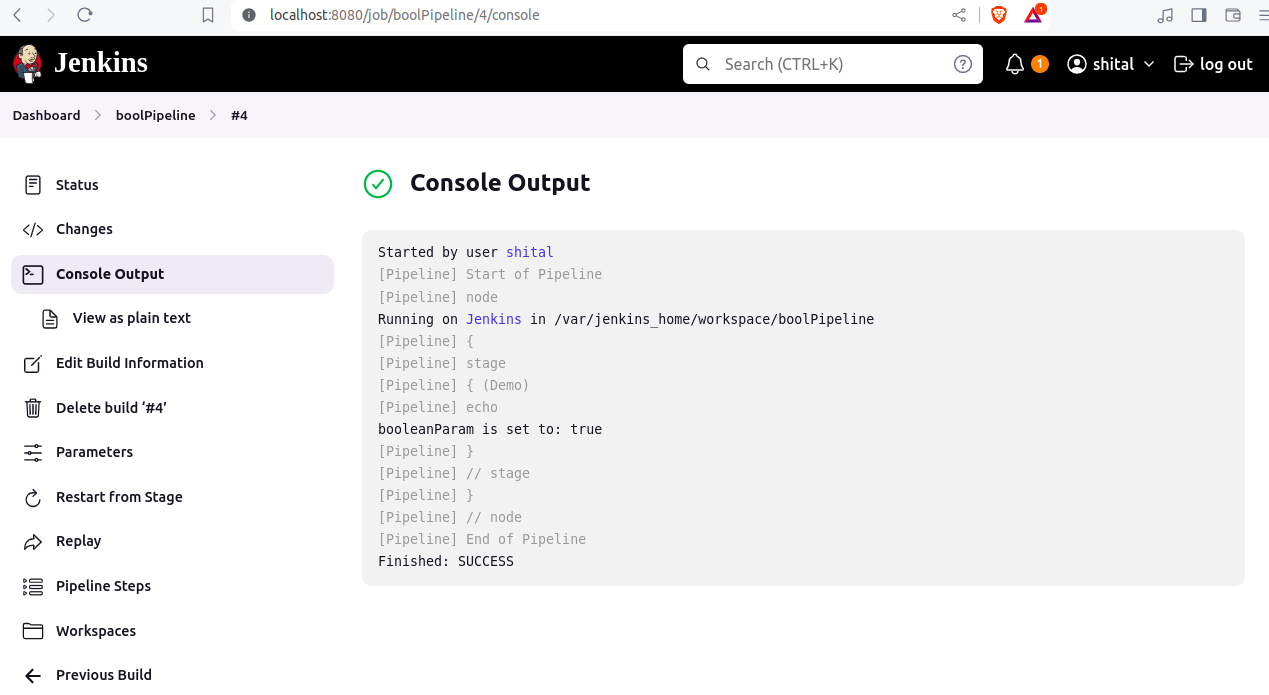 localhost:8080/job/boolPipeline/4/console
1
Jenkins
Search (CTRL+K)
?
1
shital
log out
Dashboard
boolPipeline
#4
Status
Changes
Console Output
View as plain text
Edit Build Information
Delete build ‘#4’
Parameters
Restart from Stage
Replay
Pipeline Steps
Workspaces
Previous Build
Console Output
Started by user shital
[Pipeline] Start of Pipeline
[Pipeline] node
Running on Jenkins in /var/jenkins_home/workspace/boolPipeline
[Pipeline] {
[Pipeline] stage
[Pipeline] { (Demo)
[Pipeline] echo
booleanParam is set to: true
[Pipeline] }
[Pipeline] // stage
[Pipeline] }
[Pipeline] // node
[Pipeline] End of Pipeline
Finished: SUCCESS